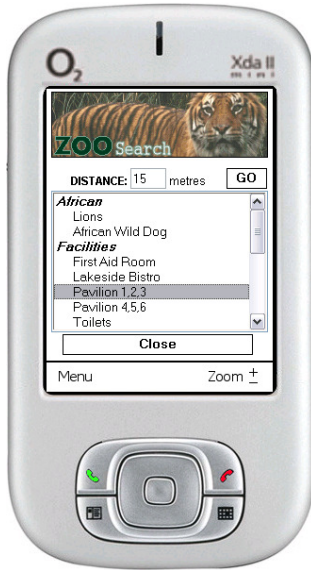 O2
Xda II
mini
ZOO Search
DISTANCE: 15 metres GO
African
Lions
African Wild Dog
Facilities
First Aid Room
Lakeside Bistro
Pavilion 1,2,3
Pavilion 4,5,6
Toilets
Close
Menu Zoom ±